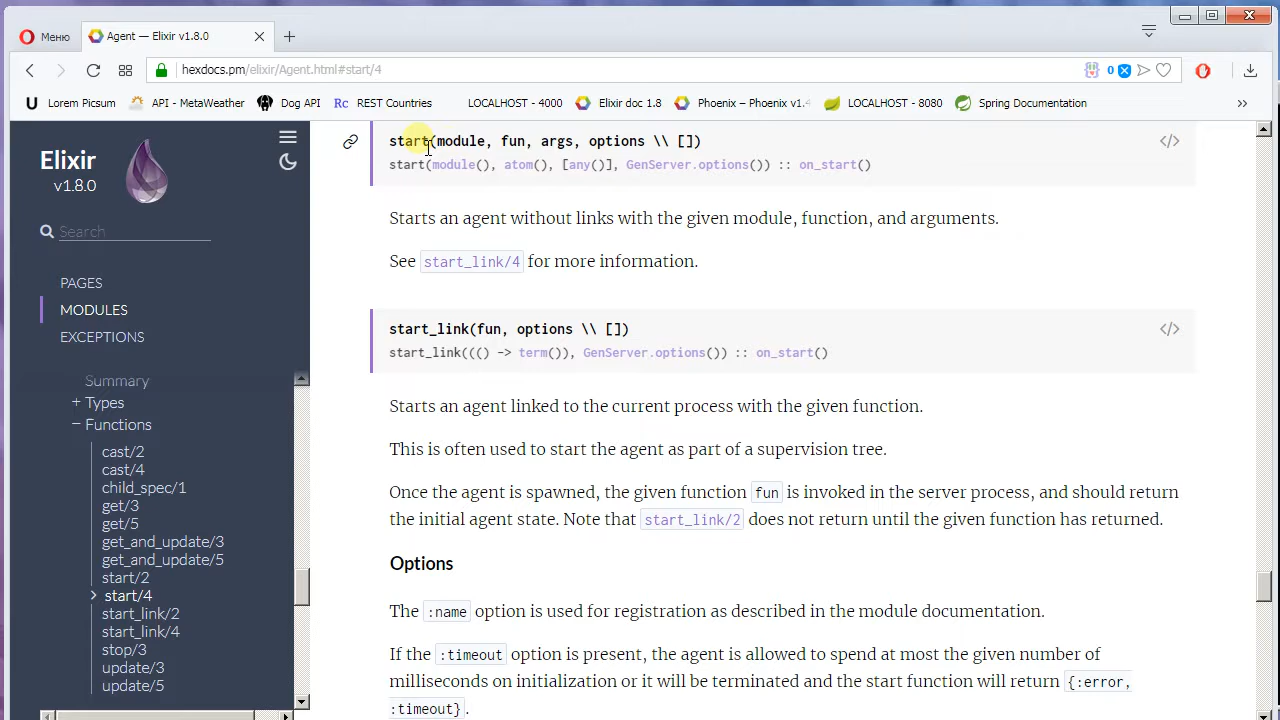 Меню
Agent — Elixir v1.8.0
hexdocs.pm/elixir/Agent.html#start/4
0
U Lorem Picsum API - MetaWeather Dog API Rc REST Countries LOCALHOST - 4000 Elixir doc 1.8 Phoenix – Phoenix v1.4 LOCALHOST - 8080 Spring Documentation »
Elixir
v1.8.0
Search
PAGES
MODULES
EXCEPTIONS
Summary
+ Types
− Functions
cast/2
cast/4
child_spec/1
get/3
get/5
get_and_update/3
get_and_update/5
start/2
start/4
start_link/2
start_link/4
stop/3
update/3
update/5
start(module, fun, args, options \\ []) </>
start(module(), atom(), [any()], GenServer.options()) :: on_start()
Starts an agent without links with the given module, function, and arguments.
See start_link/4 for more information.
start_link(fun, options \\ []) </>
start_link((() -> term()), GenServer.options()) :: on_start()
Starts an agent linked to the current process with the given function.
This is often used to start the agent as part of a supervision tree.
Once the agent is spawned, the given function fun is invoked in the server process, and should return
the initial agent state. Note that start_link/2 does not return until the given function has returned.
Options
The :name option is used for registration as described in the module documentation.
If the :timeout option is present, the agent is allowed to spend at most the given number of
milliseconds on initialization or it will be terminated and the start function will return {:error,
:timeout}.